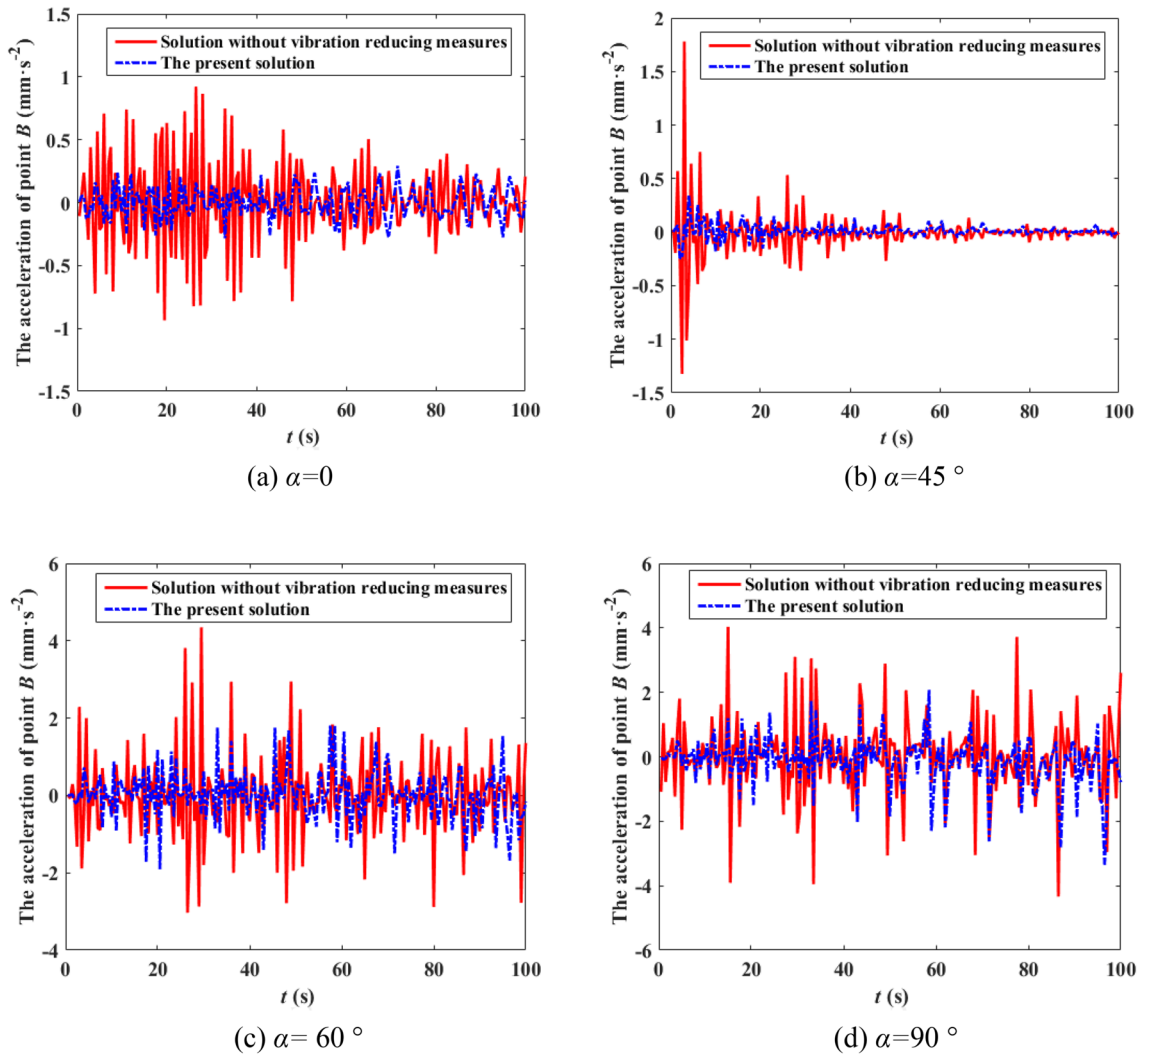 1.5
1
0.5
0
-0.5
-1
-1.5
The acceleration of point B (mm·s-2)
Solution without vibration reducing measures
The present solution
0 20 40 60 80 100
t (s)
(a) α=0
2
1.5
1
0.5
0
-0.5
-1
-1.5
The acceleration of point B (mm·s-2)
Solution without vibration reducing measures
The present solution
0 20 40 60 80 100
t (s)
(b) α=45 °
6
4
2
0
-2
-4
The acceleration of point B (mm·s-2)
Solution without vibration reducing measures
The present solution
0 20 40 60 80 100
t (s)
(c) α= 60 °
6
4
2
0
-2
-4
-6
The acceleration of point B (mm·s-2)
Solution without vibration reducing measures
The present solution
0 20 40 60 80 100
t (s)
(d) α=90 °